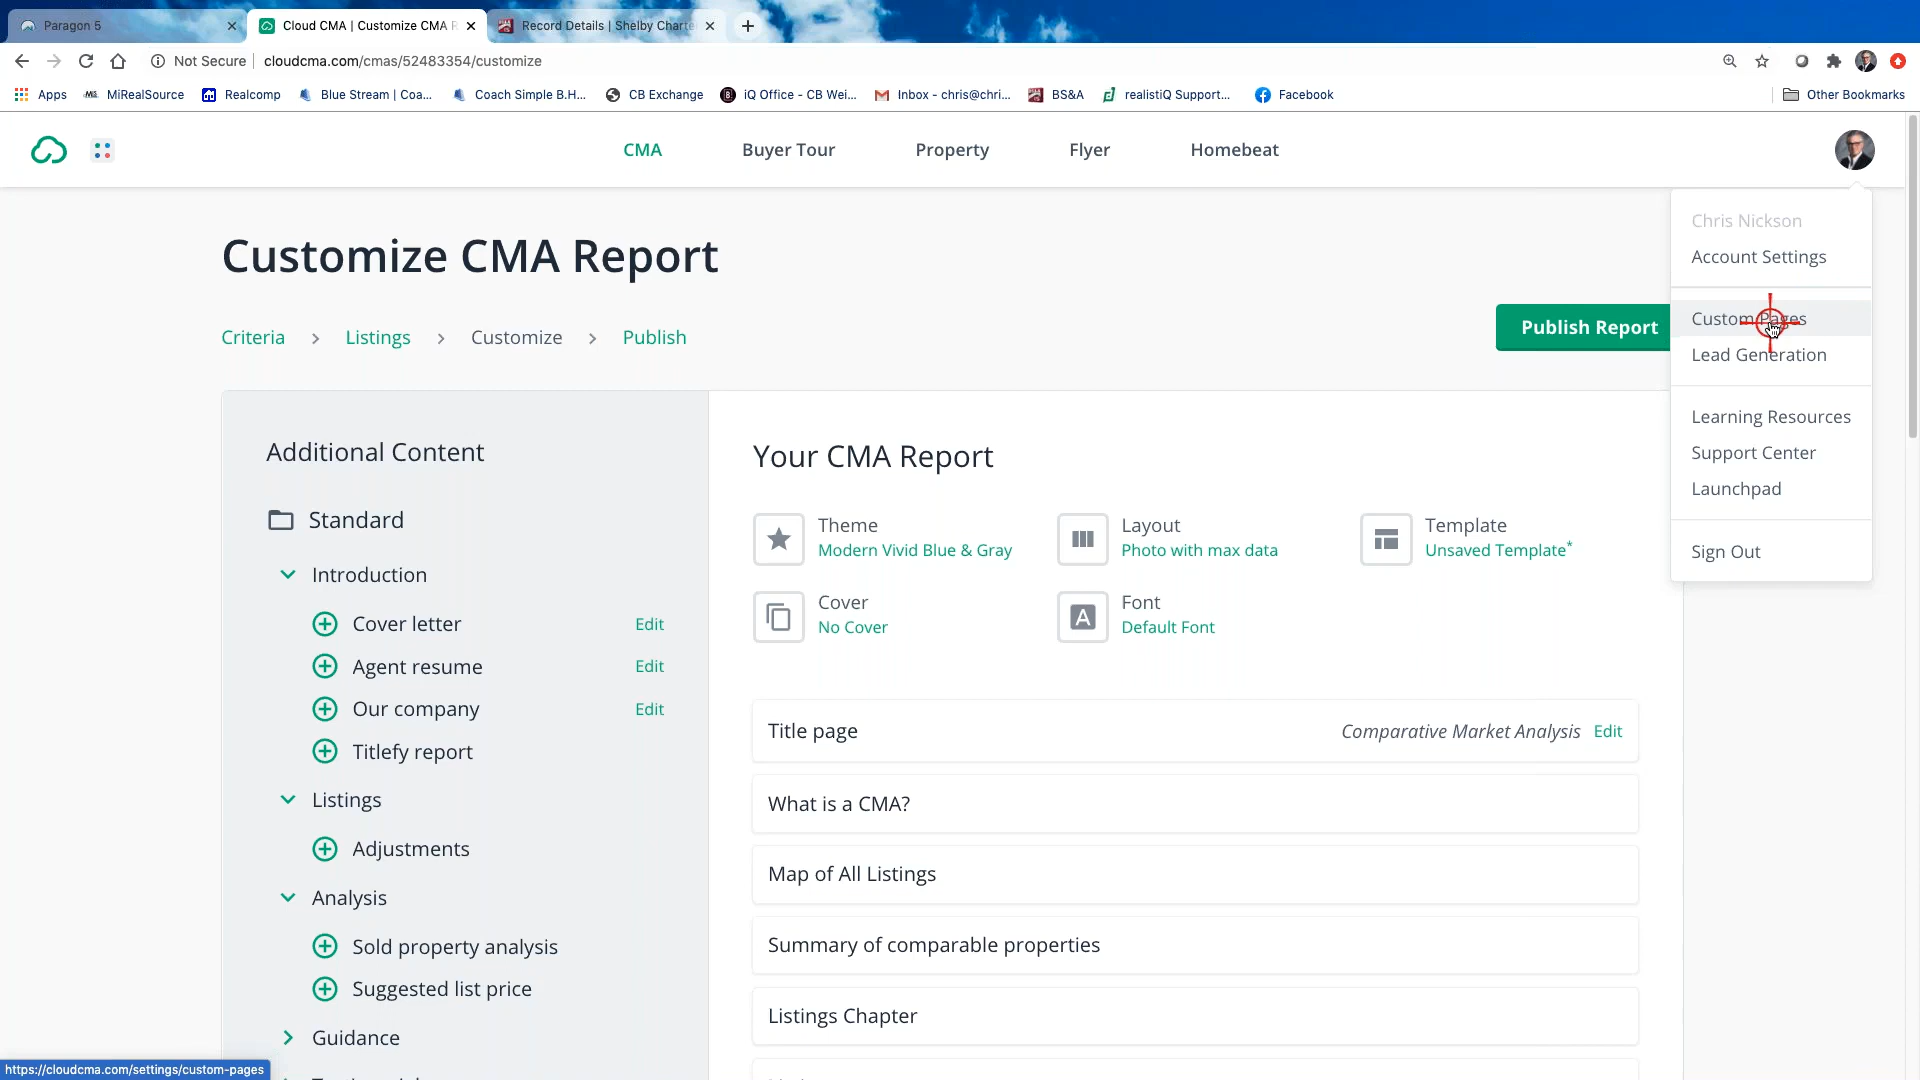 Paragon 5
Cloud CMA | Customize CMA R
Record Details | Shelby Charte
Not Secure
cloudcma.com/cmas/52483354/customize
Apps
MiRealSource
Realcomp
Blue Stream | Coa...
Coach Simple B.H...
CB Exchange
iQ Office - CB Wei...
Inbox - chris@chri...
BS&A
realistiQ Support...
Facebook
Other Bookmarks
CMA
Buyer Tour
Property
Flyer
Homebeat
Chris Nickson
Account Settings
Custom Pages
Lead Generation
Learning Resources
Support Center
Launchpad
Sign Out
Customize CMA Report
Criteria > Listings > Customize > Publish
Publish Report
Additional Content
Standard
Introduction
Cover letter Edit
Agent resume Edit
Our company Edit
Titlefy report
Listings
Adjustments
Analysis
Sold property analysis
Suggested list price
Guidance
Your CMA Report
Theme
Modern Vivid Blue & Gray
Layout
Photo with max data
Template
Unsaved Template*
Cover
No Cover
Font
Default Font
Title page Comparative Market Analysis Edit
What is a CMA?
Map of All Listings
Summary of comparable properties
Listings Chapter
https://cloudcma.com/settings/custom-pages